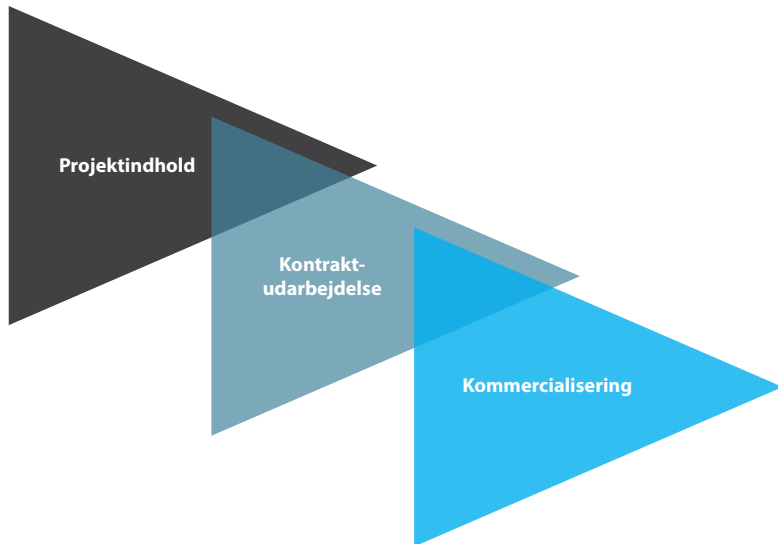 Projektindhold
Kontrakt-
udarbejdelse
Kommercialisering